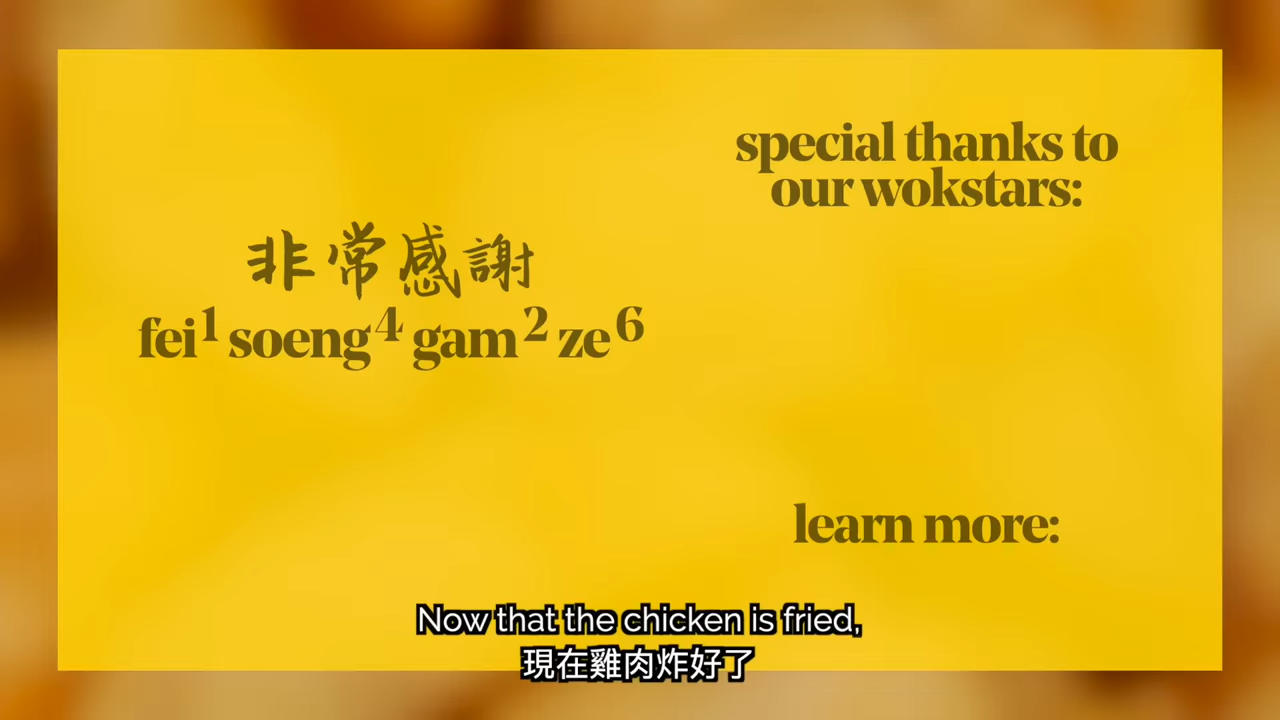 非常感謝
fei¹ soeng⁴ gam² ze⁶
special thanks to
our wokstars:
learn more:
Now that the chicken is fried,
現在雞肉炸好了